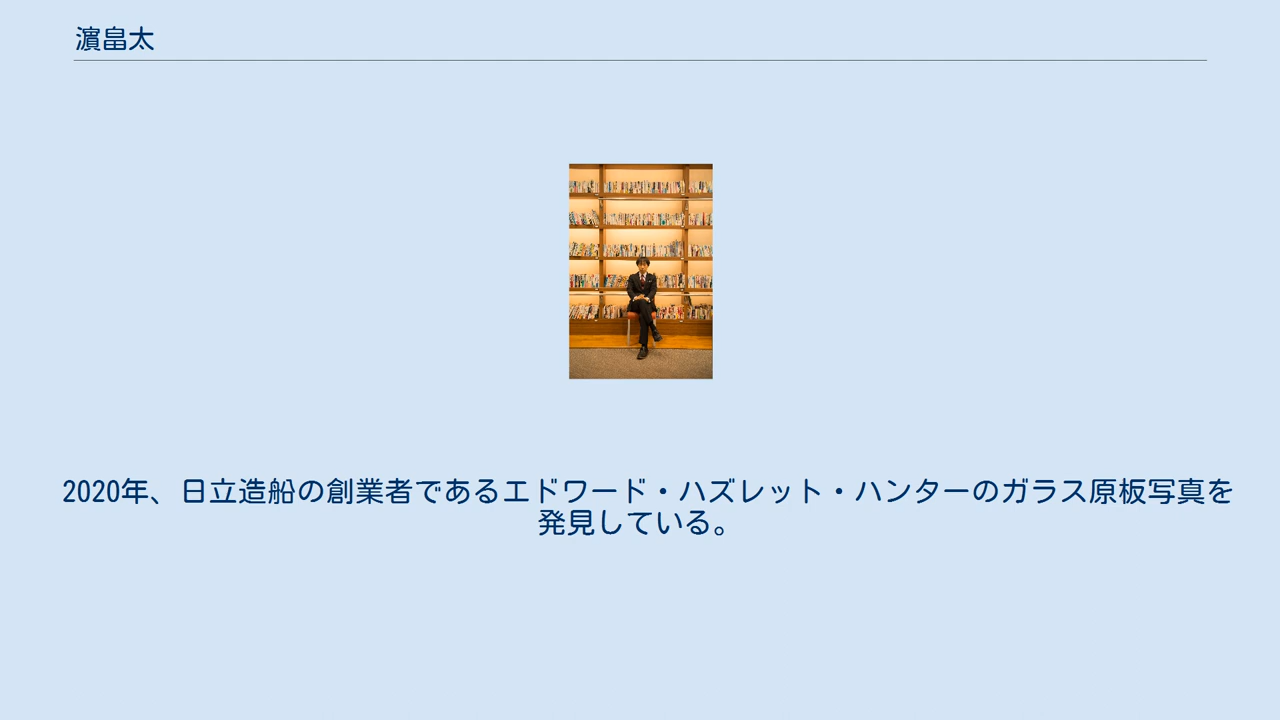 濵畠太
2020年、日立造船の創業者であるエドワード・ハズレット・ハンターのガラス原板写真を
発見している。